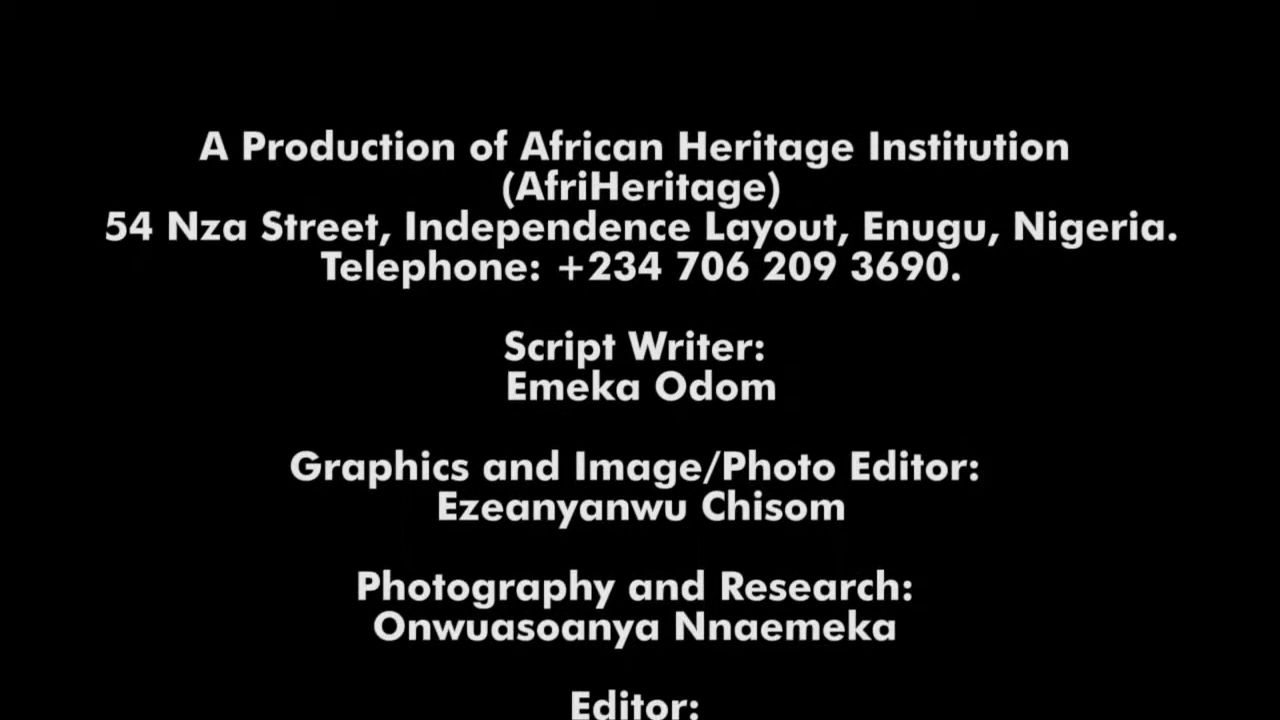 A Production of African Heritage Institution
(AfriHeritage)
54 Nza Street, Independence Layout, Enugu, Nigeria.
Telephone: +234 706 209 3690.
Script Writer:
Emeka Odom
Graphics and Image/Photo Editor:
Ezeanyanwu Chisom
Photography and Research:
Onwuasoanya Nnaemeka
Editor: